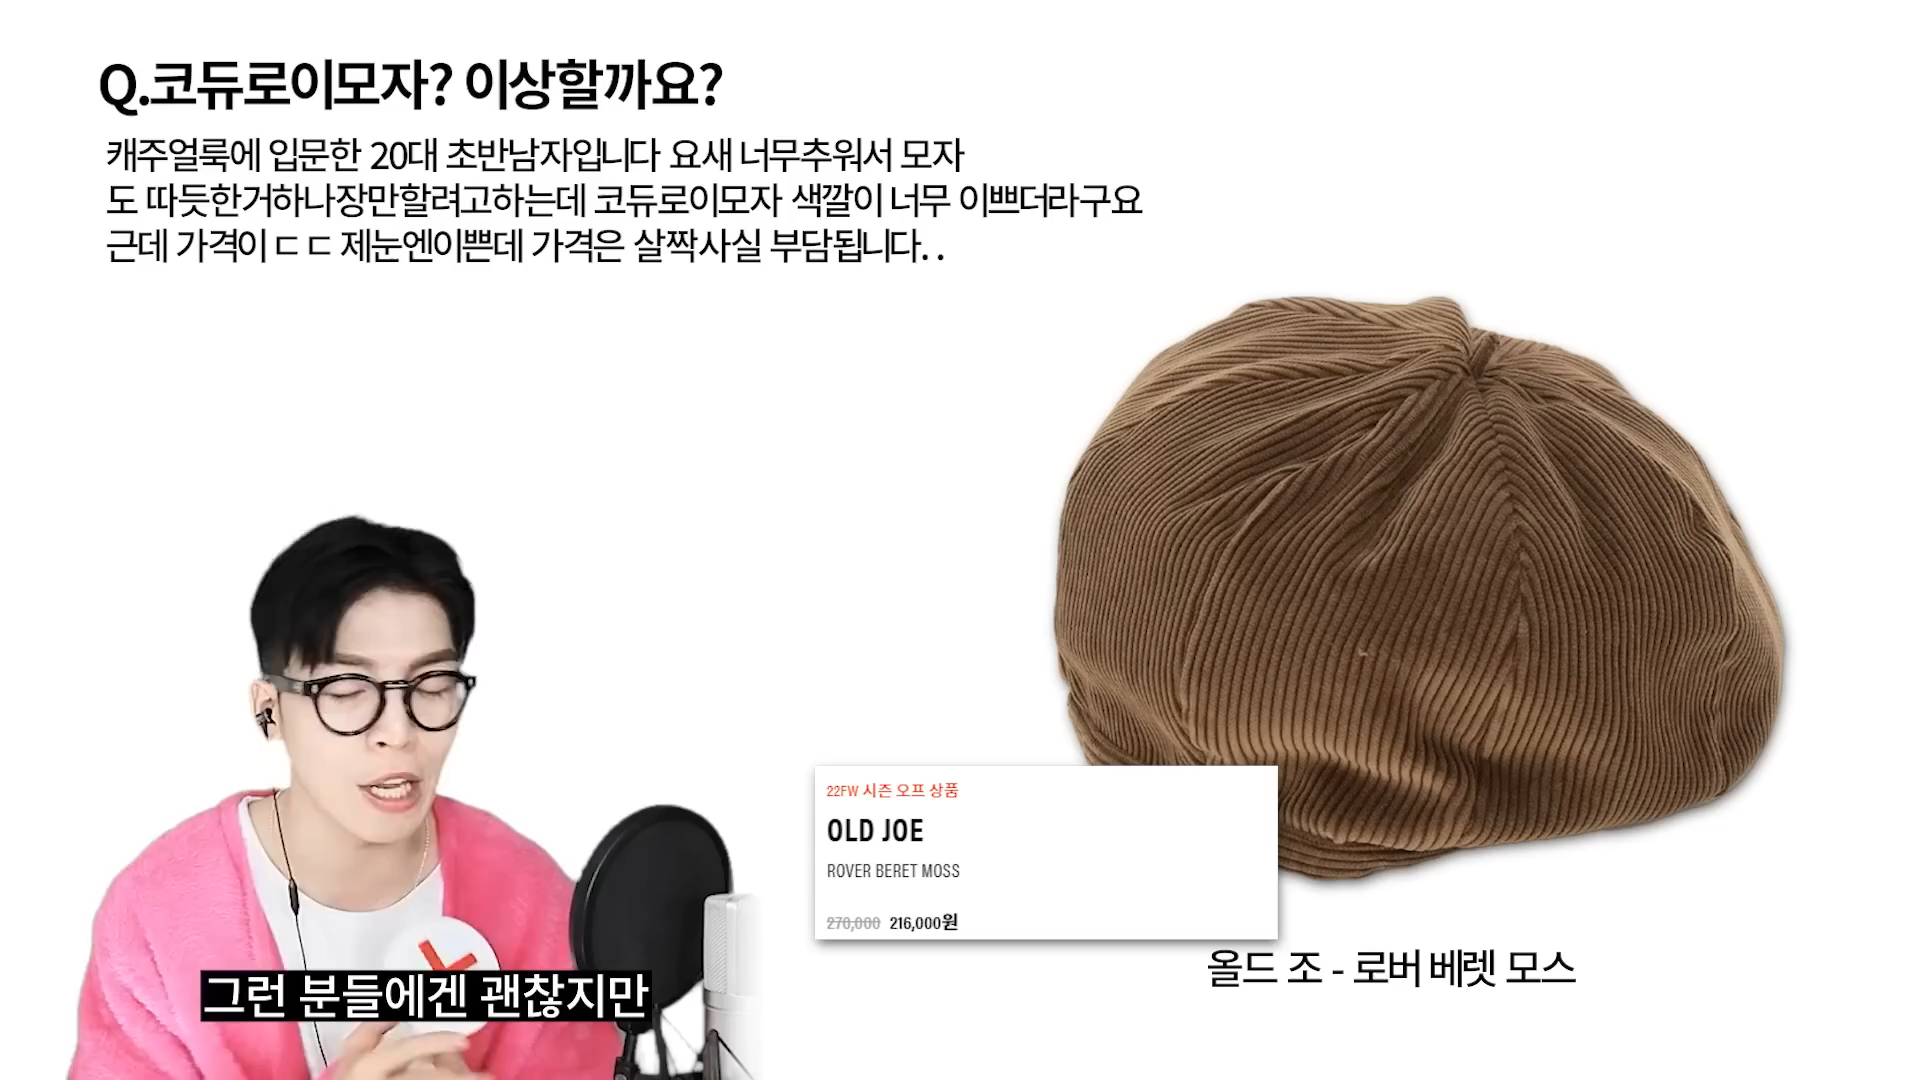 Q.코듀로이모자? 이상할까요?
캐주얼룩에 입문한 20대 초반남자입니다 요새 너무추워서 모자
도 따듯한거하나장만할려고하는데 코듀로이모자 색깔이 너무 이쁘더라구요
근데 가격이 ㄷㄷ 제눈엔이쁜데 가격은 살짝사실 부담됩니다. .
22FW 시즌 오프 상품
OLD JOE
ROVER BERET MOSS
270,000 216,000원
올드 조 - 로버 베렛 모스
그런 분들에겐 괜찮지만